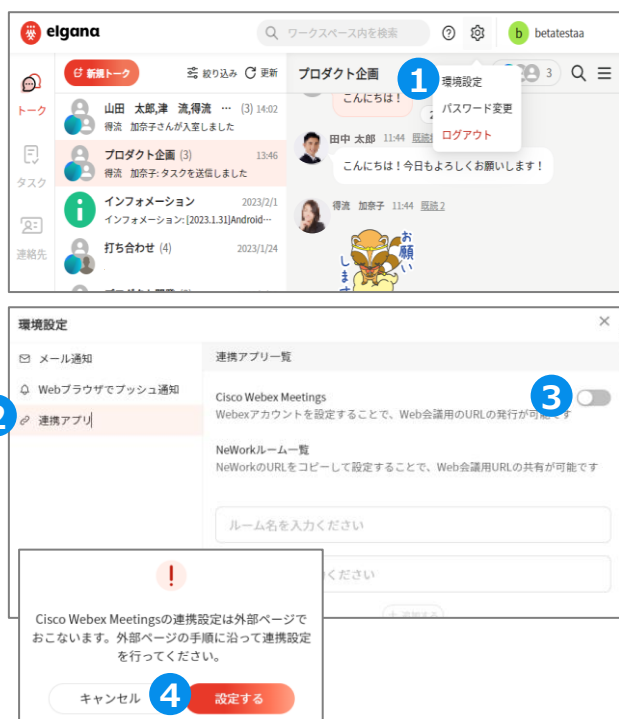 elgana
ワークスペース内を検索
b betatestaa
トーク
タスク
連絡先
新規トーク
絞り込み
更新
山田 太郎,津 流,得流 … (3) 14:02
得流 加奈子さんが入室しました
プロダクト企画 (3) 13:46
得流 加奈子: タスクを送信しました
インフォメーション 2023/2/1
インフォメーション: [2023.1.31]Android…
打ち合わせ (4) 2023/1/24
プロダクト企画
3
1
環境設定
パスワード変更
ログアウト
こんにちは！
田中 太郎 11:44
こんにちは！今日もよろしくお願いします！
得流 加奈子 11:44 既読 2
お願い
します
環境設定
メール通知
Webブラウザでプッシュ通知
2
連携アプリ
連携アプリ一覧
Cisco Webex Meetings
3
Webexアカウントを設定することで、Web会議用のURLの発行が可能です
NeWorkルーム一覧
NeWorkのURLをコピーして設定することで、Web会議用URLの共有が可能です
ルーム名を入力ください
ください
+ 追加する
!
Cisco Webex Meetingsの連携設定は外部ページで
おこないます。外部ページの手順に沿って連携設定
を行ってください。
キャンセル
4
設定する